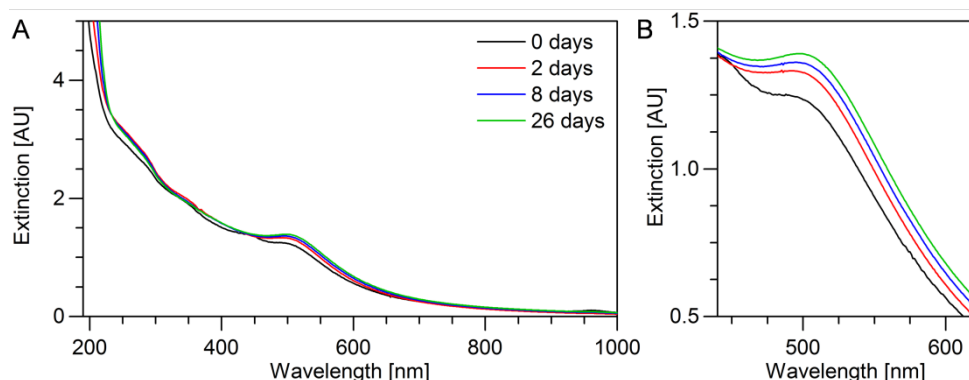 A
0 days
2 days
8 days
26 days
Extinction [AU]
4
2
0
200
400
600
800
1000
Wavelength [nm]
B
Extinction [AU]
1.5
1.0
0.5
500
600
Wavelength [nm]